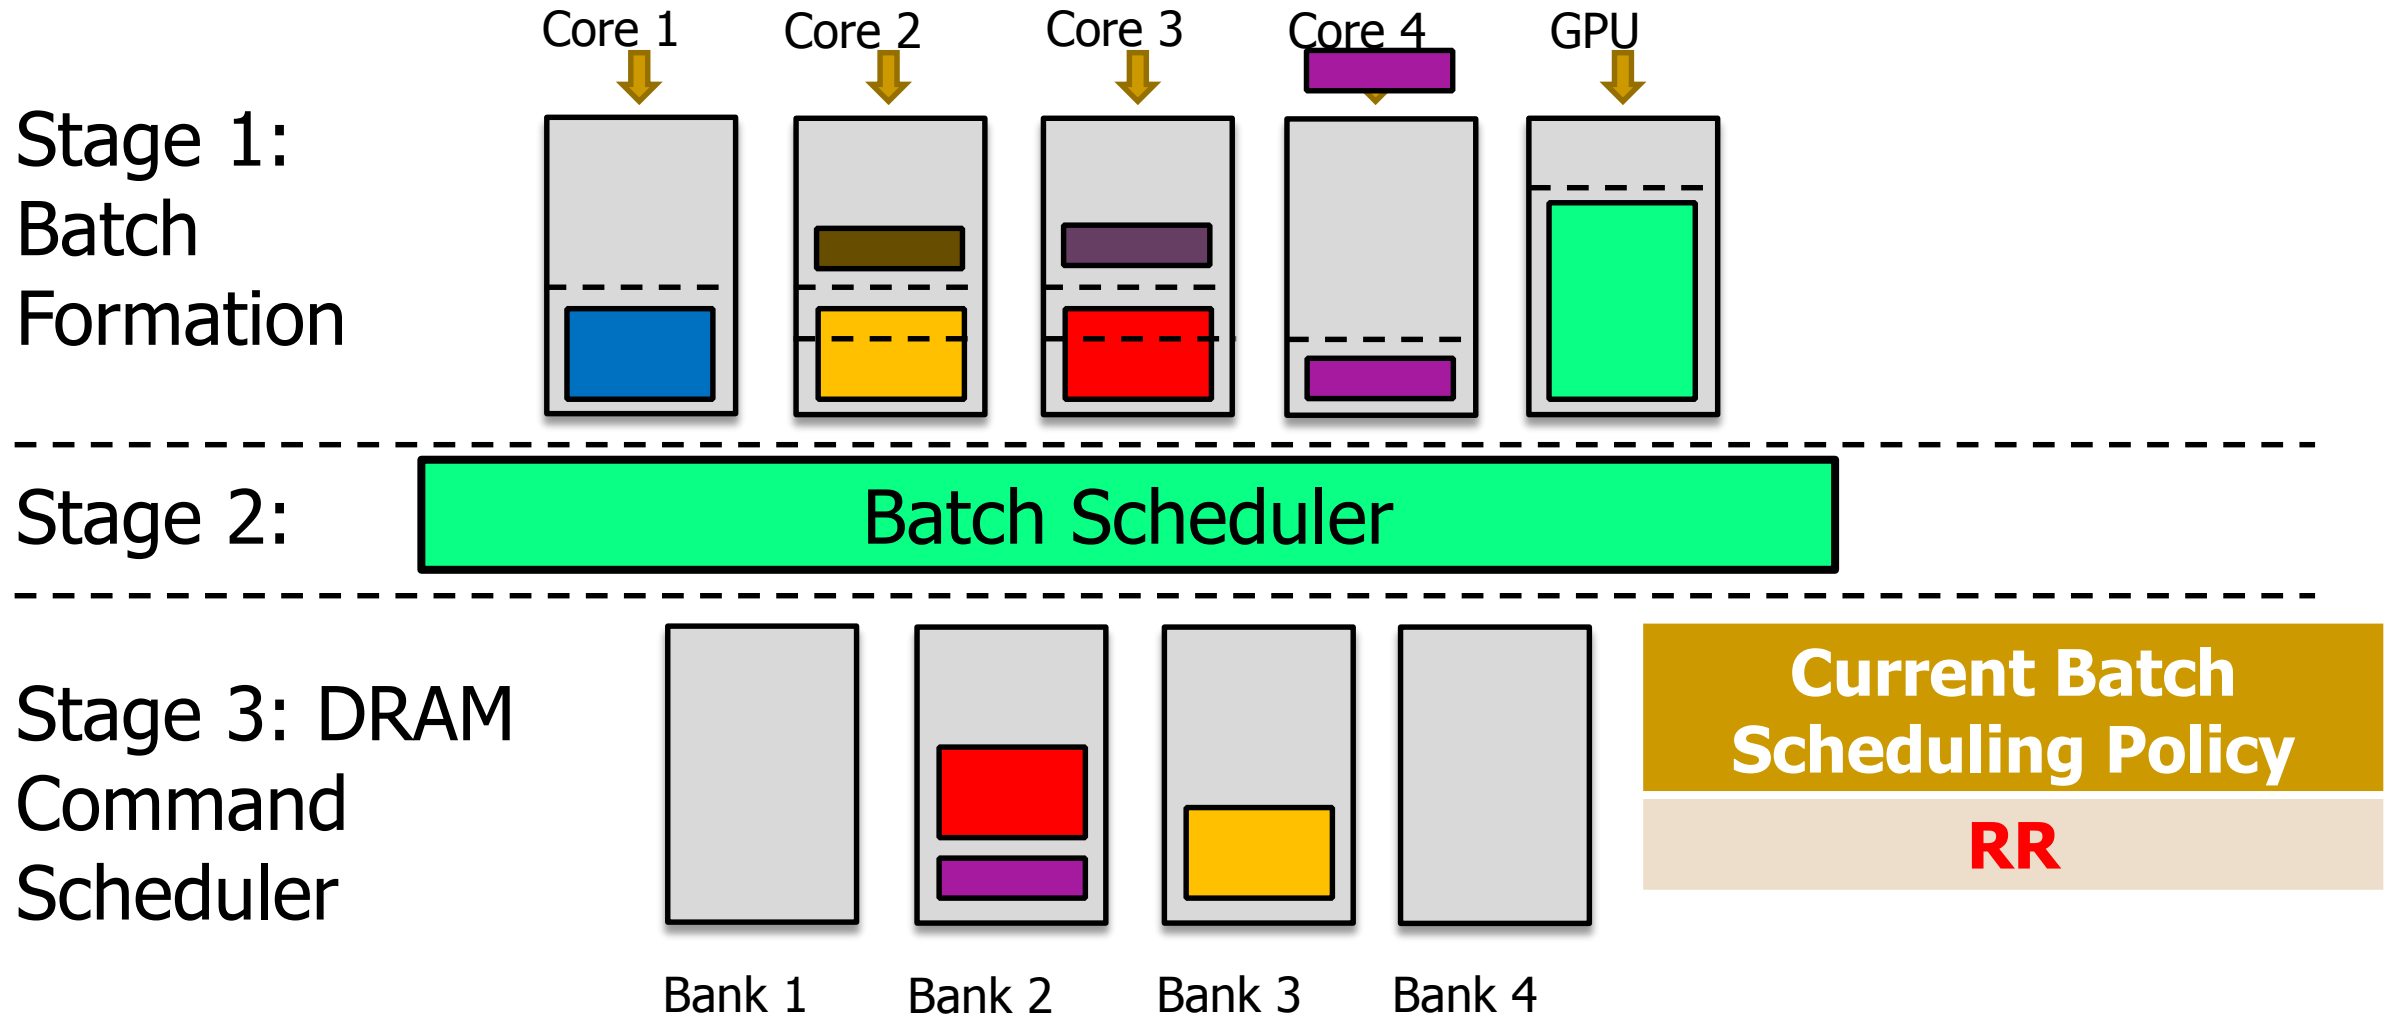 Core 1
Core 2
Core 3
Core 4
GPU
Stage 1:
Batch
Formation
Stage 2:
Batch Scheduler
Stage 3: DRAM
Command
Scheduler
Current Batch
Scheduling Policy
RR
Bank 1
Bank 2
Bank 3
Bank 4